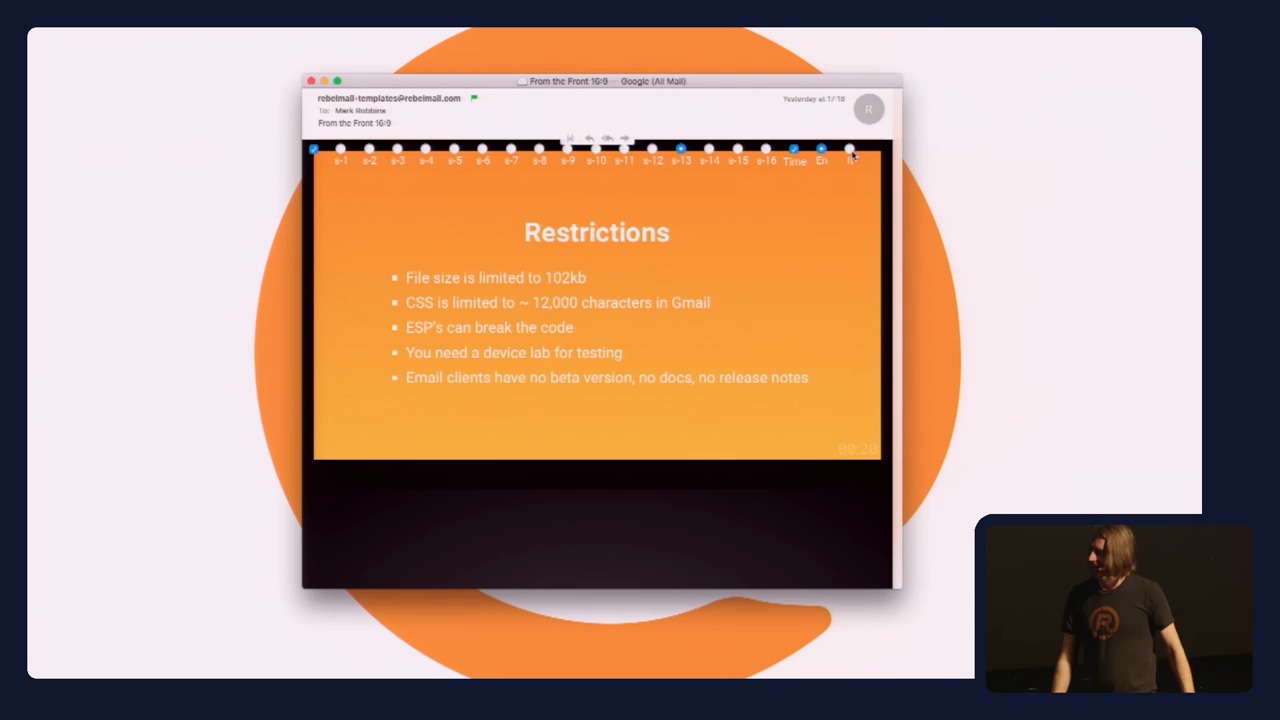 From the Front 16:9 — Google (All Mail)
rebelmail-templates@rebelmail.com
Yesterday at 17:18
R
To: Mark Robbins
From the Front 16:9
s-1 s-2 s-3 s-4 s-5 s-6 s-7 s-8 s-9 s-10 s-11 s-12 s-13 s-14 s-15 s-16 Time En
Restrictions
▪ File size is limited to 102kb
▪ CSS is limited to ~ 12,000 characters in Gmail
▪ ESP's can break the code
▪ You need a device lab for testing
▪ Email clients have no beta version, no docs, no release notes
00:20
R